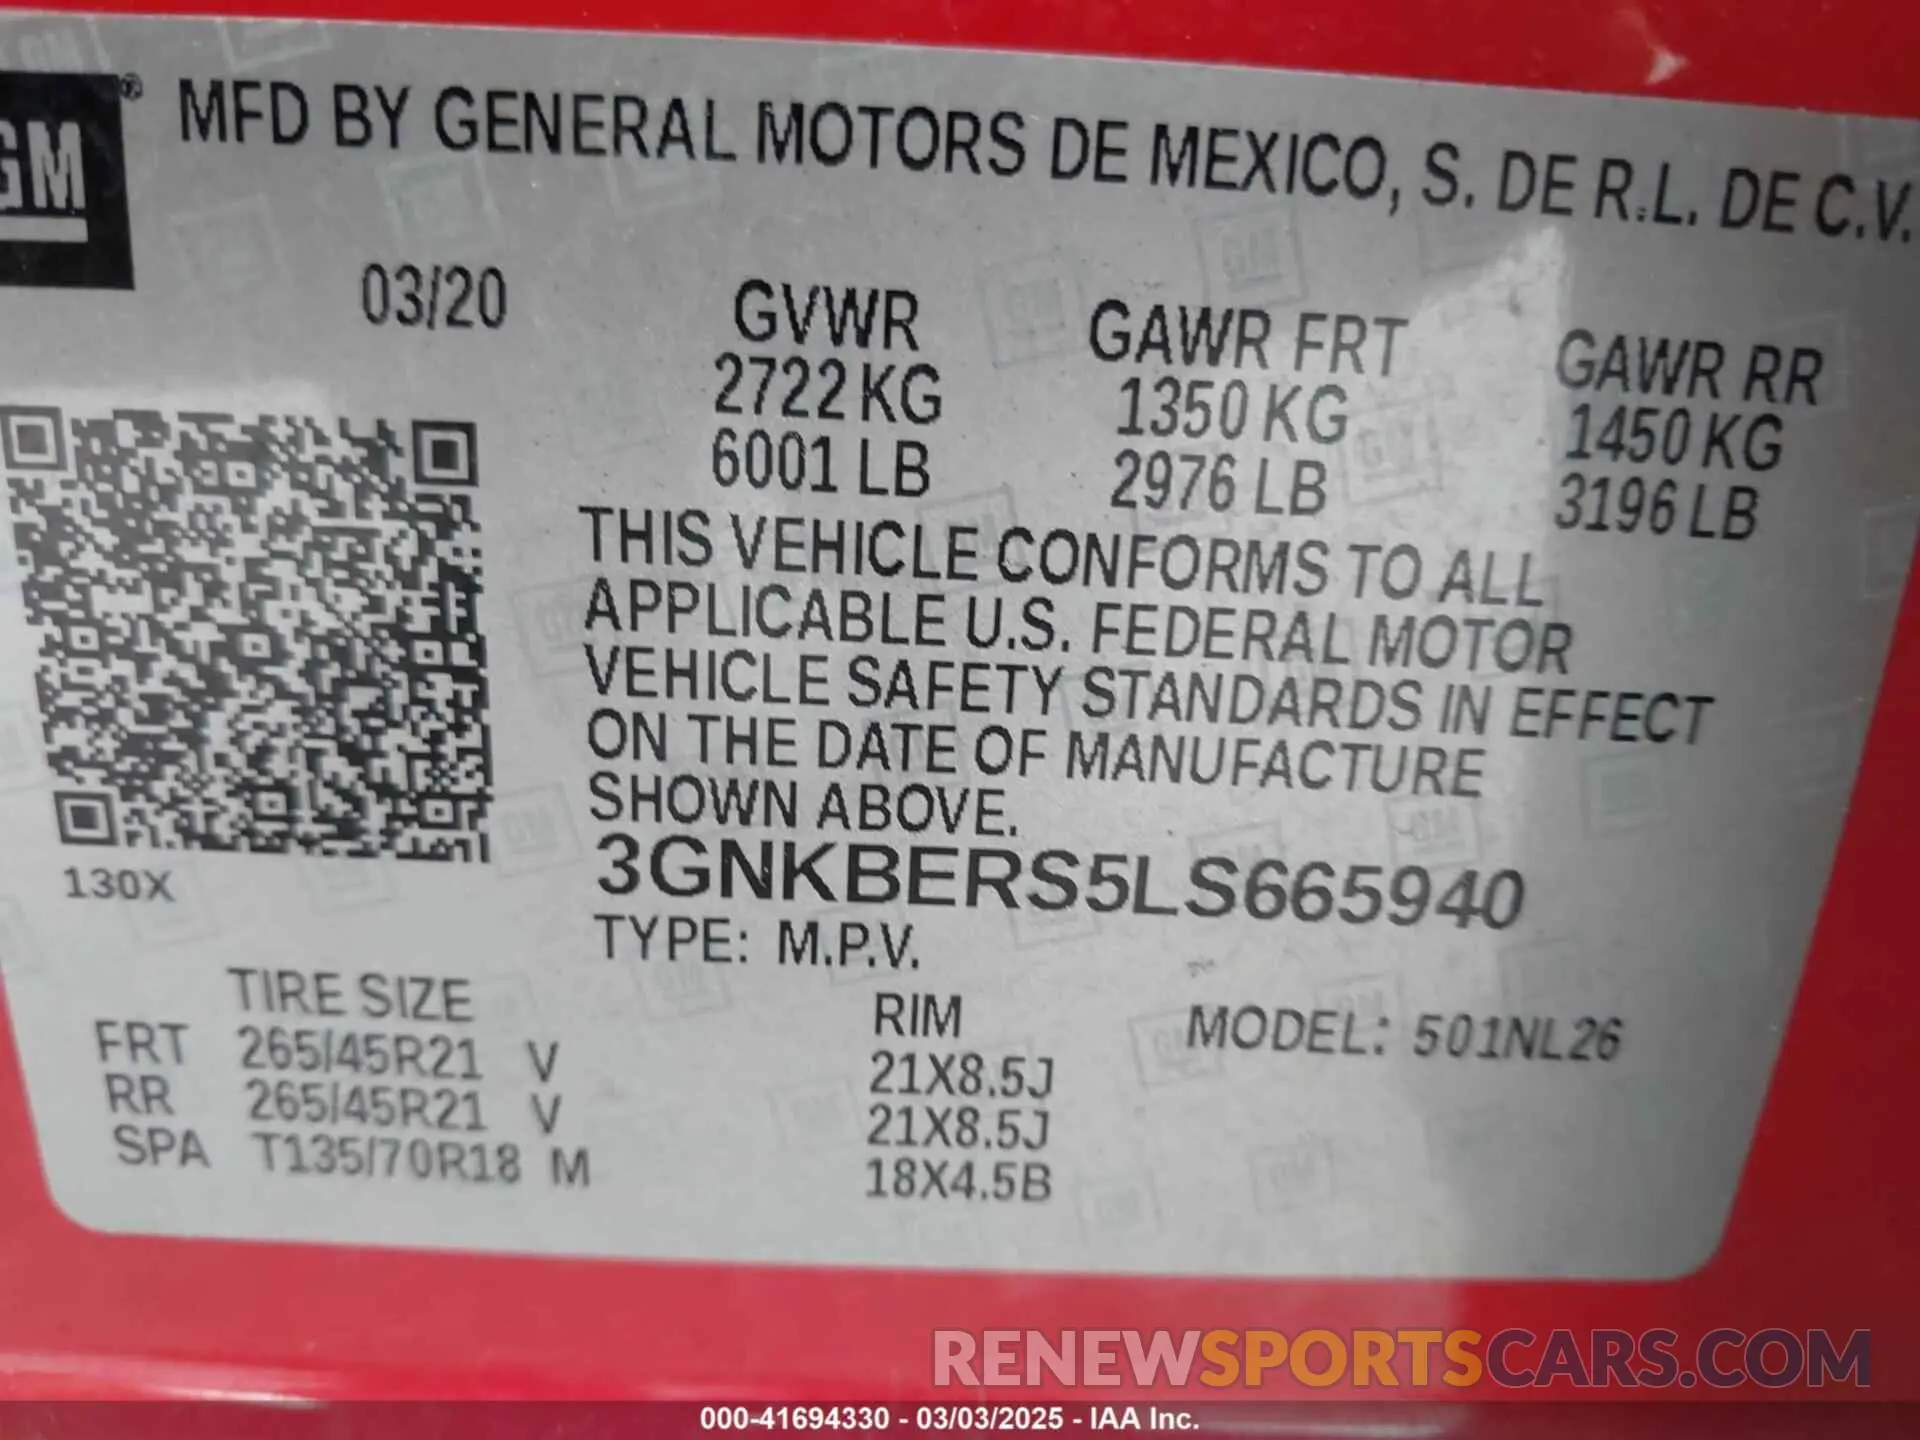 GM® MFD BY GENERAL MOTORS DE MEXICO, S. DE R.L. DE C.V.
03/20 GVWR GAWR FRT GAWR RR
2722 KG 1350 KG 1450 KG
6001 LB 2976 LB 3196 LB
THIS VEHICLE CONFORMS TO ALL
APPLICABLE U.S. FEDERAL MOTOR
VEHICLE SAFETY STANDARDS IN EFFECT
ON THE DATE OF MANUFACTURE
SHOWN ABOVE.
130X 3GNKBERS5LS665940
TYPE: M.P.V.
TIRE SIZE RIM MODEL: 501NL26
FRT 265/45R21 V 21X8.5J
RR 265/45R21 V 21X8.5J
SPA T135/70R18 M 18X4.5B
RENEWSPORTSCARS.COM
000-41694330 - 03/03/2025 - IAA Inc.